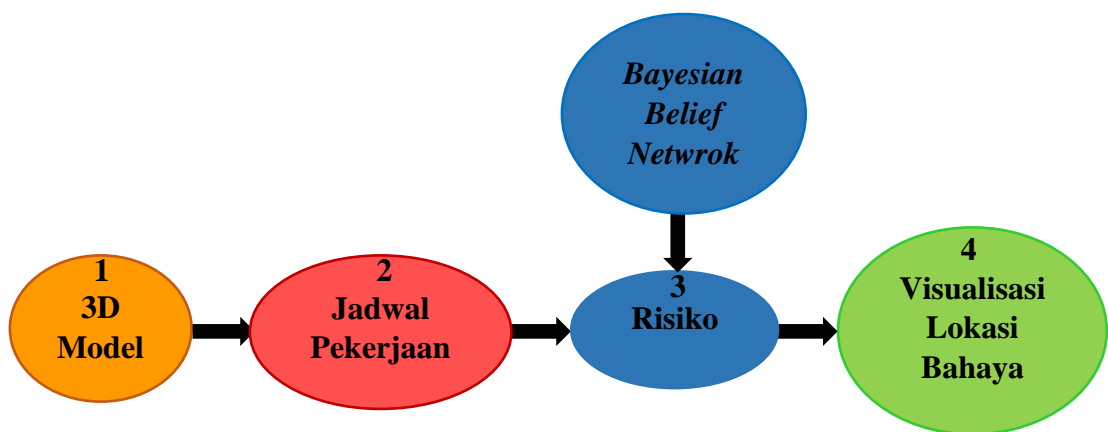 Bayesian
Belief
Netwrok
1
3D
Model
2
Jadwal
Pekerjaan
3
Risiko
4
Visualisasi
Lokasi
Bahaya